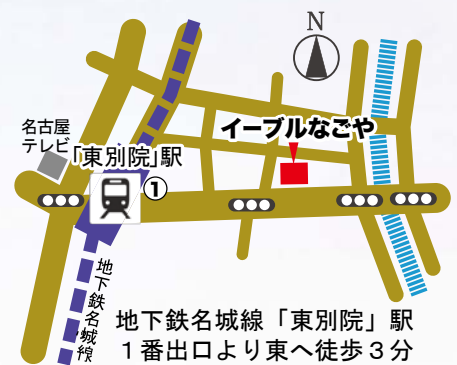 N
名古屋
テレビ
「東別院」駅
①
イーブルなごや
地下鉄名城線
地下鉄名城線「東別院」駅
１番出口より東へ徒歩３分